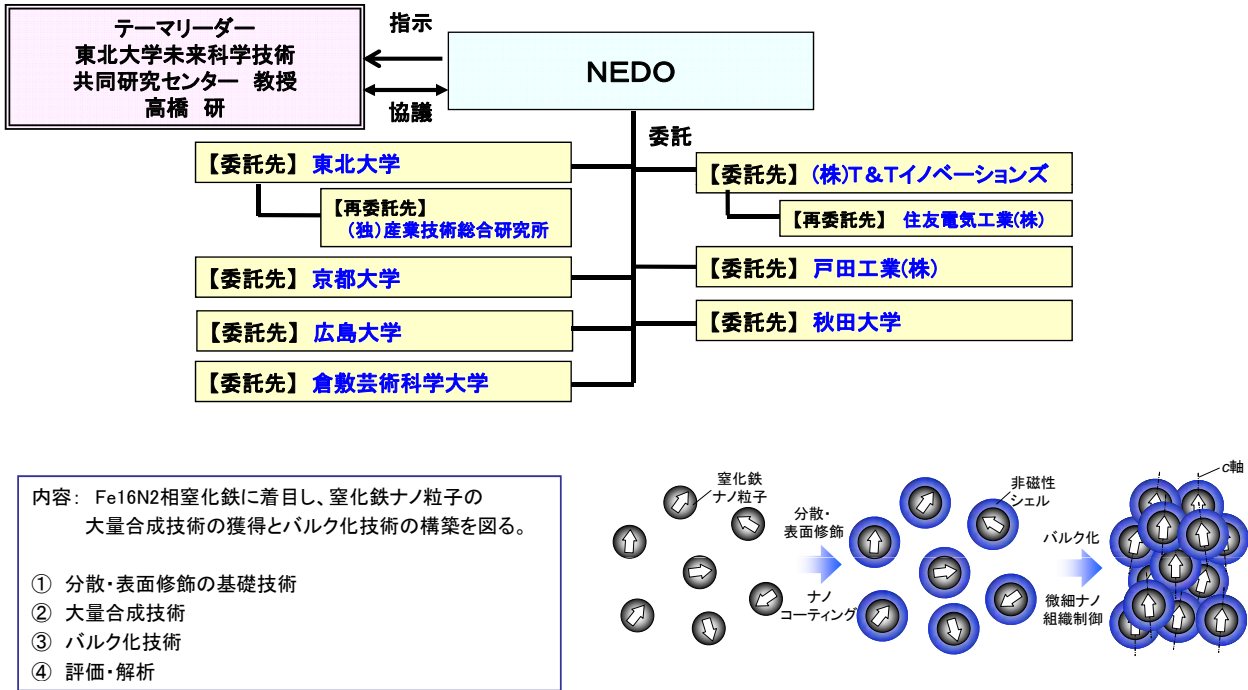 テーマリーダー
東北大学未来科学技術
共同研究センター 教授
高橋 研
指示
協議
NEDO
委託
【委託先】 東北大学
【再委託先】
(独)産業技術総合研究所
【委託先】 京都大学
【委託先】 広島大学
【委託先】 倉敷芸術科学大学
【委託先】 (株)T&Tイノベーションズ
【再委託先】 住友電気工業(株)
【委託先】 戸田工業(株)
【委託先】 秋田大学
内容: Fe16N2相窒化鉄に着目し、窒化鉄ナノ粒子の
大量合成技術の獲得とバルク化技術の構築を図る。
① 分散・表面修飾の基礎技術
② 大量合成技術
③ バルク化技術
④ 評価・解析
窒化鉄
ナノ粒子
分散・
表面修飾
ナノ
コーティング
非磁性
シェル
バルク化
微細ナノ
組織制御
c軸